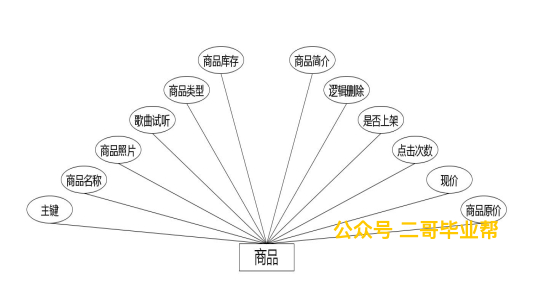 商品库存
商品简介
商品类型
逻辑删除
歌曲试听
是否上架
商品照片
点击次数
商品名称
现价
主键
商品原价
公众号 二哥毕业帮
商品